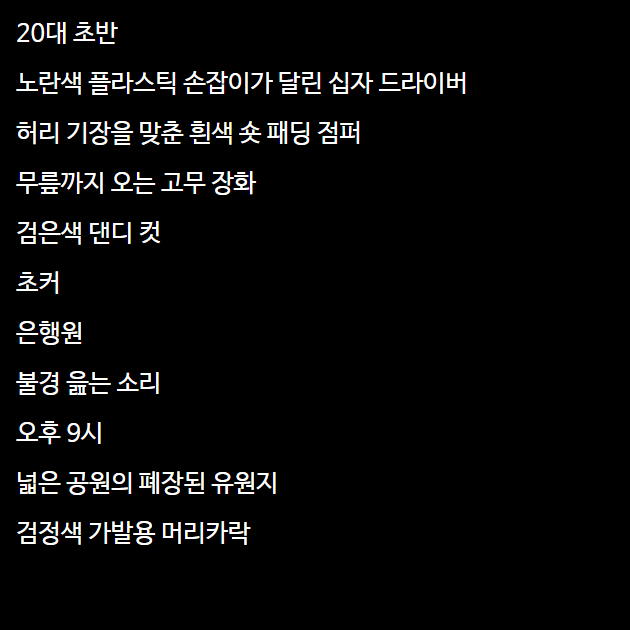 20대 초반
노란색 플라스틱 손잡이가 달린 십자 드라이버
허리 기장을 맞춘 흰색 숏 패딩 점퍼
무릎까지 오는 고무 장화
검은색 댄디 컷
초커
은행원
불경 읊는 소리
오후 9시
넓은 공원의 폐장된 유원지
검정색 가발용 머리카락